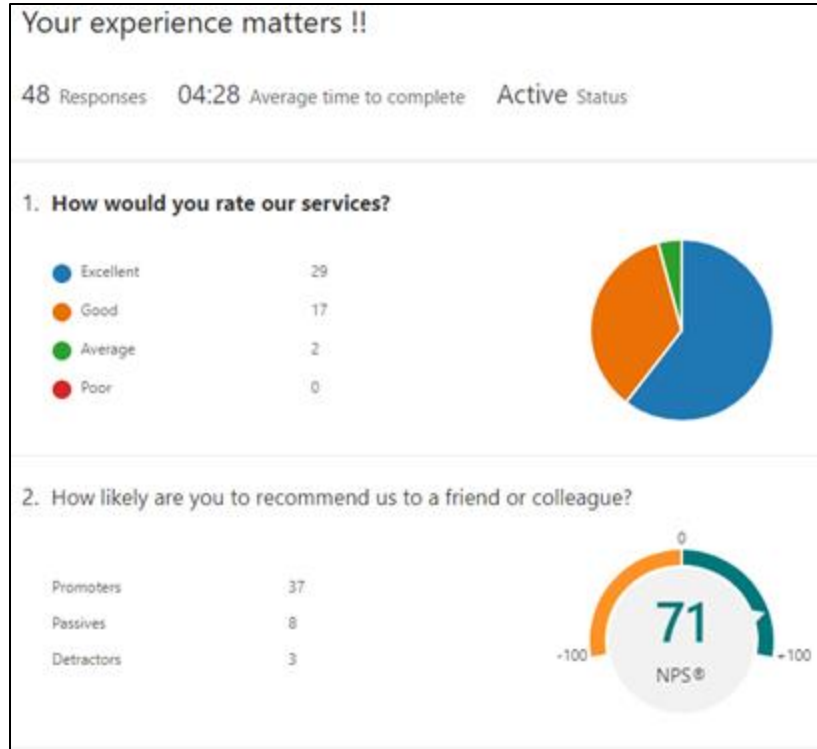 Your experience matters !!
48 Responses 04:28 Average time to complete Active Status
1. How would you rate our services?
Excellent 29
Good 17
Average 2
Poor 0
2. How likely are you to recommend us to a friend or colleague?
Promoters 37
Passives 8
Detractors 3
0
-100
+100
71
NPS®